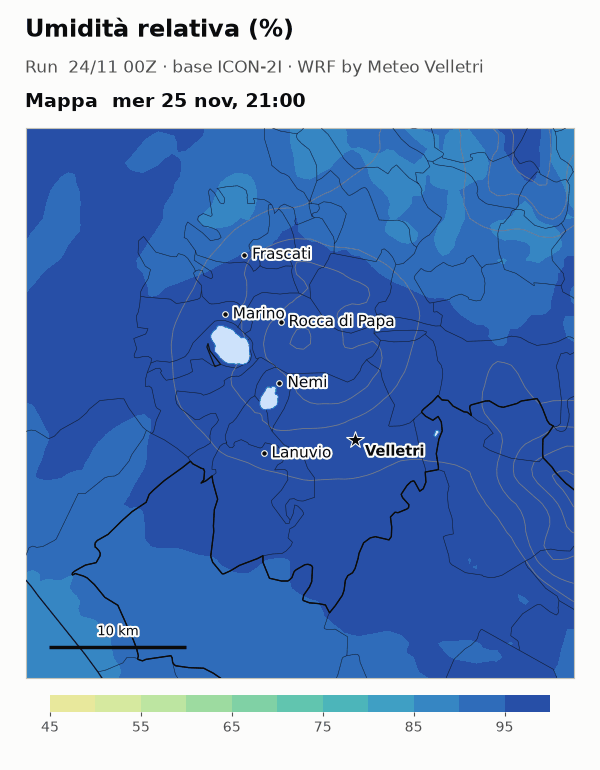 Umidità relativa (%)
Run 24/11 00Z · base ICON-2I · WRF by Meteo Velletri
Mappa mer 25 nov, 21:00
Frascati
Marino
Rocca di Papa
Nemi
Lanuvio
Velletri
10 km
45 55 65 75 85 95